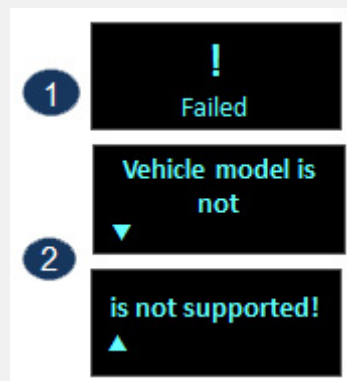 1
!
Failed
Vehicle model is
not
2
is not supported!